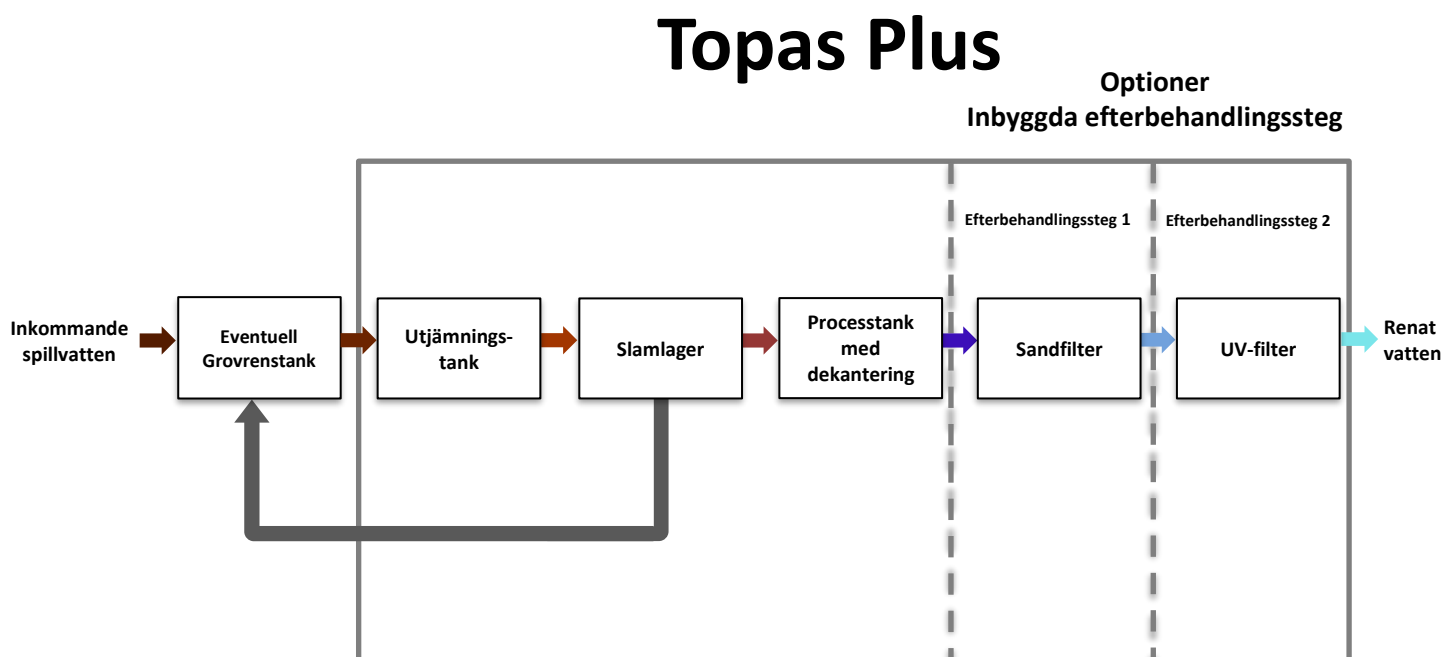 Topas Plus
Optioner
Inbyggda efterbehandlingssteg
Efterbehandlingssteg 1
Efterbehandlingssteg 2
Inkommande
spillvatten
Eventuell
Grovrenstank
Utjämnings-
tank
Slamlager
Processtank
med
dekantering
Sandfilter
UV-filter
Renat
vatten